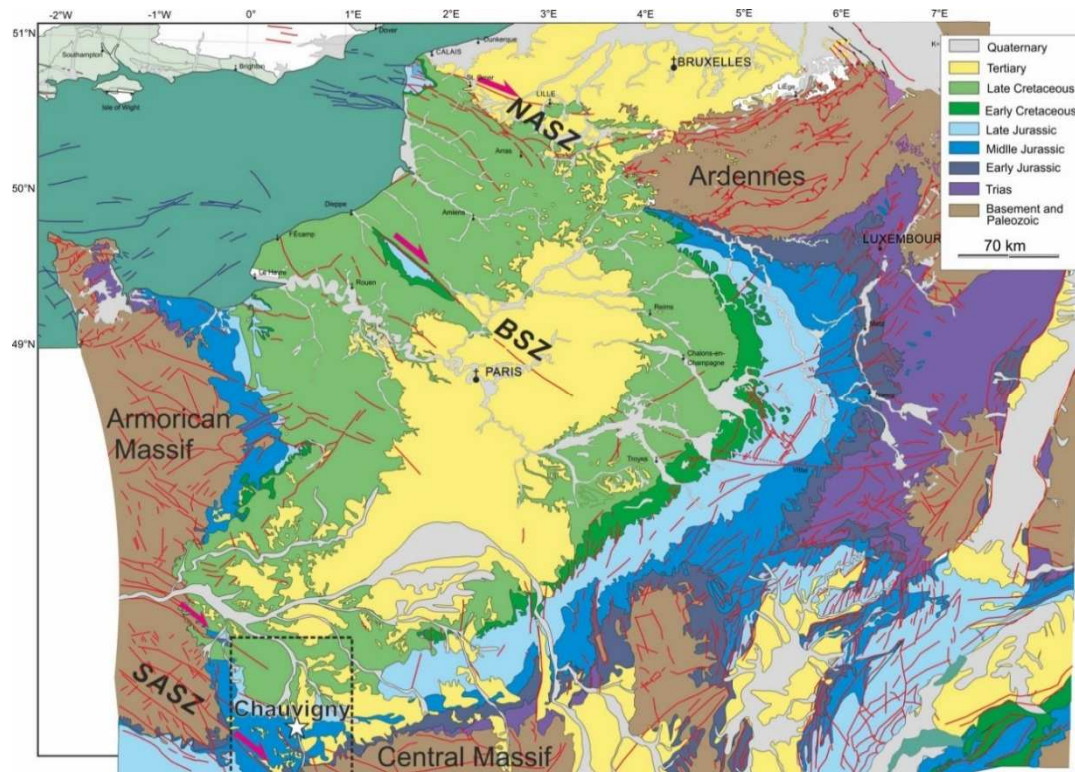 -2°W -1°W 0° 1°E 2°E 3°E 4°E 5°E 6°E 7°E
51°N
50°N
49°N
Southampton
Isle of Wight
Brighton
Dover
CALAIS
Dunkerque
BRUXELLES
LIÈGE
LILLE
NASZ
Arras
Ardennes
Dieppe
Amiens
LUXEMBOUR
Fécamp
Le Havre
Rouen
Reims
BSZ
Chalons-en-
Champagne
PARIS
Armorican
Massif
Troyes
SASZ
Chauvigny
Central Massif
Quaternary
Tertiary
Late Cretaceous
Early Cretaceous
Late Jurassic
Midlle Jurassic
Early Jurassic
Trias
Basement and
Paleozoic
70 km